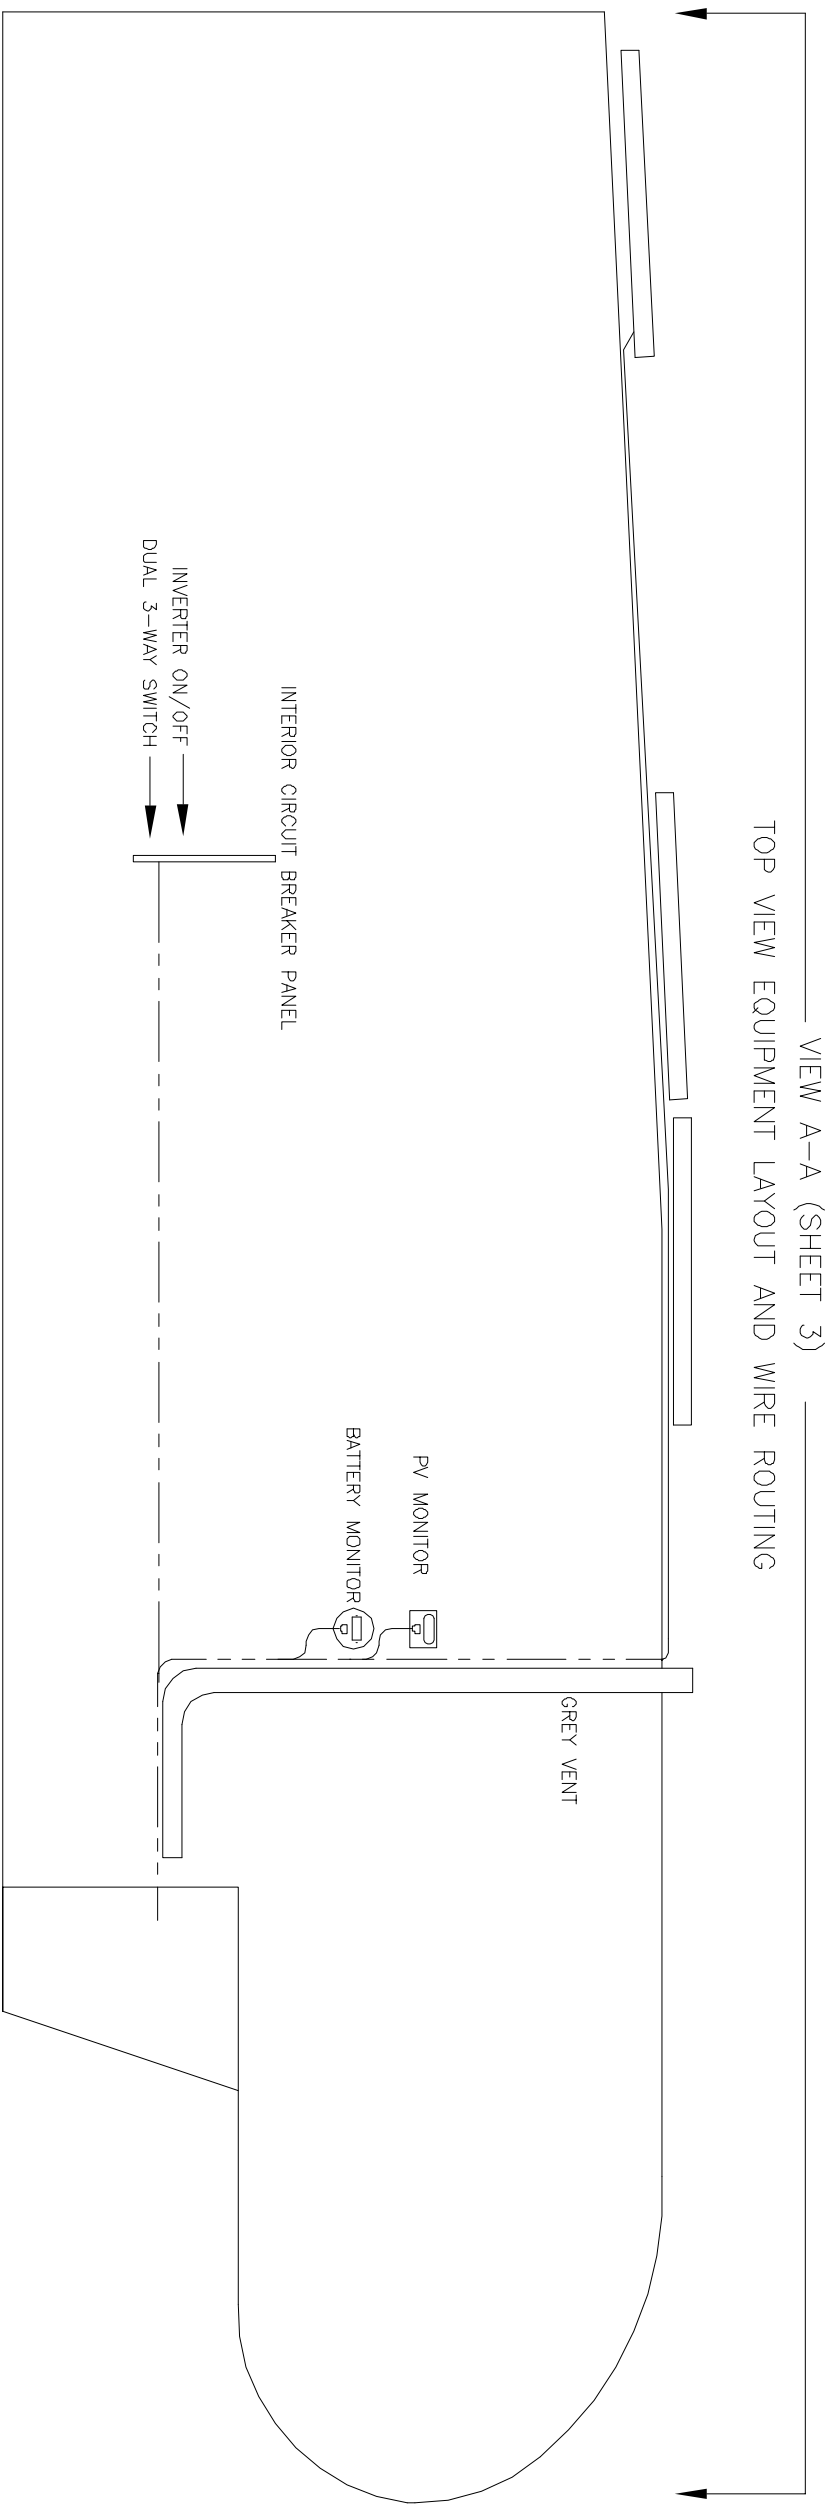 VIEW A-A (SHEET 3)
TOP VIEW EQUIPMENT LAYOUT AND WIRE ROUTING
GREY VENT
PV MONITOR
BATTERY MONITOR
INTERIOR CIRCUIT BREAKER PANEL
INVERTER ON/OFF
DUAL 3-WAY SWITCH